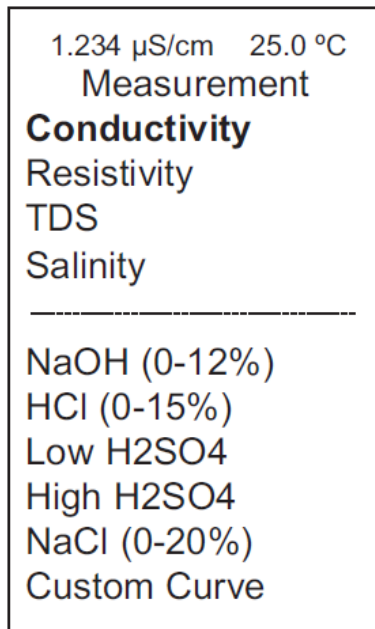 1.234 µS/cm 25.0 ºC
Measurement
Conductivity
Resistivity
TDS
Salinity
-----------------------------------
NaOH (0-12%)
HCl (0-15%)
Low H2SO4
High H2SO4
NaCl (0-20%)
Custom Curve